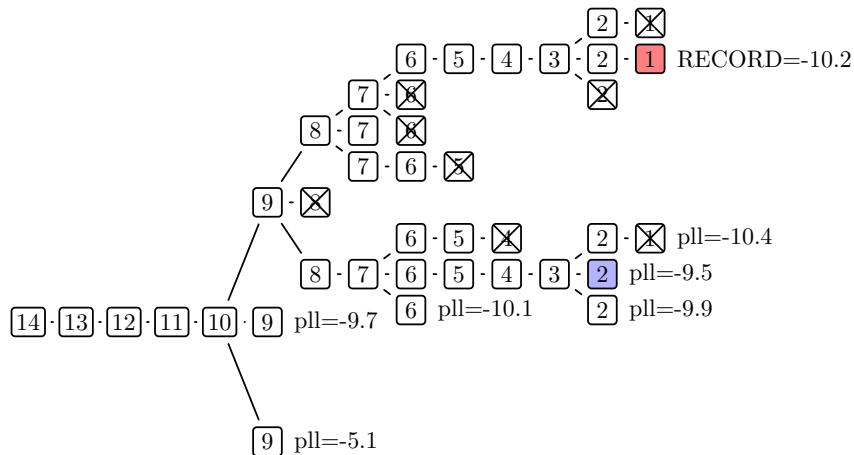 2 - 1
6 - 5 - 4 - 3 - 2 - 1 RECORD=-10.2
7 - 6 2
8 7 6
7 - 6 - 5
9 - 8
6 - 5 - 4 2 - 1 pll=-10.4
8 - 7 - 6 - 5 - 4 - 3 - 2 pll=-9.5
6 pll=-10.1 2 pll=-9.9
14 - 13 - 12 - 11 - 10 - 9 pll=-9.7
9 pll=-5.1